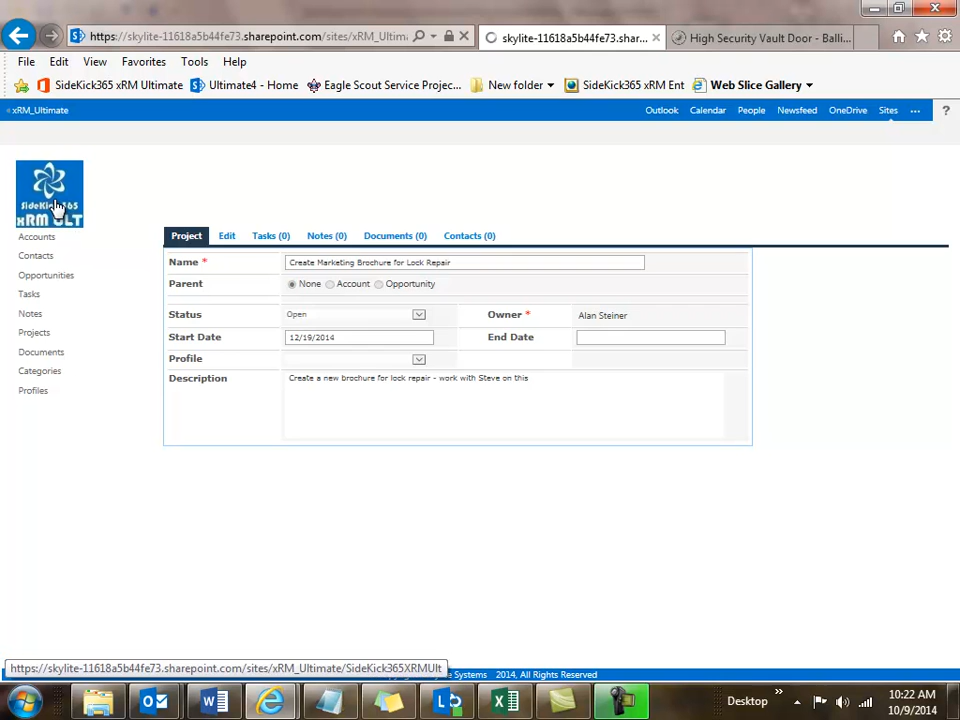 https://skylite-11618a5b44fe73.sharepoint.com/sites/xRM_Ultima
skylite-11618a5b44fe73.shar...
High Security Vault Door - Balli...
File Edit View Favorites Tools Help
SideKick365 xRM Ultimate Ultimate4 - Home Eagle Scout Service Projec... New folder SideKick365 xRM Ent Web Slice Gallery
xRM_Ultimate
Outlook Calendar People Newsfeed OneDrive Sites ... ?
xRM ULT
Accounts
Contacts
Opportunities
Tasks
Notes
Projects
Documents
Categories
Profiles
Project Edit Tasks (0) Notes (0) Documents (0) Contacts (0)
Name * Create Marketing Brochure for Lock Repair
Parent None Account Opportunity
Status Open Owner * Alan Steiner
Start Date 12/19/2014 End Date
Profile
Description Create a new brochure for lock repair - work with Steve on this
https://skylite-11618a5b44fe73.sharepoint.com/sites/xRM_Ultimate/SideKick365XRMUlt
Systems 2014, All Rights Reserved
Desktop
10:22 AM
10/9/2014